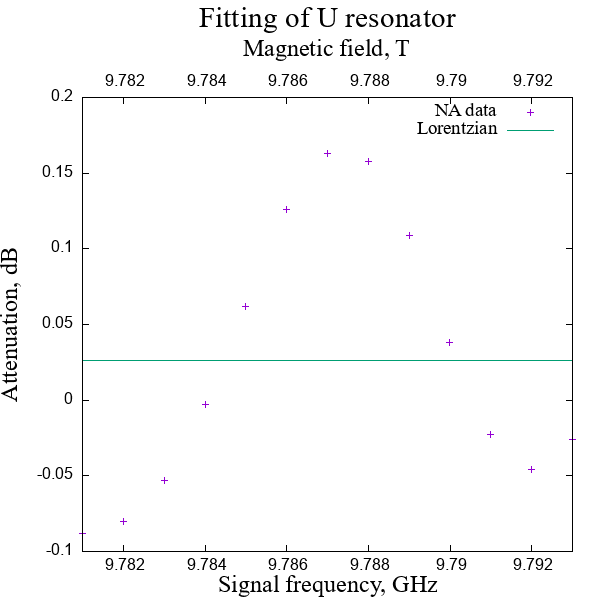 Fitting of U resonator
Magnetic field, T
9.782 9.784 9.786 9.788 9.79 9.792
0.2
NA data
Lorentzian
0.15
0.1
0.05
0
-0.05
-0.1
Attenuation, dB
9.782 9.784 9.786 9.788 9.79 9.792
Signal frequency, GHz